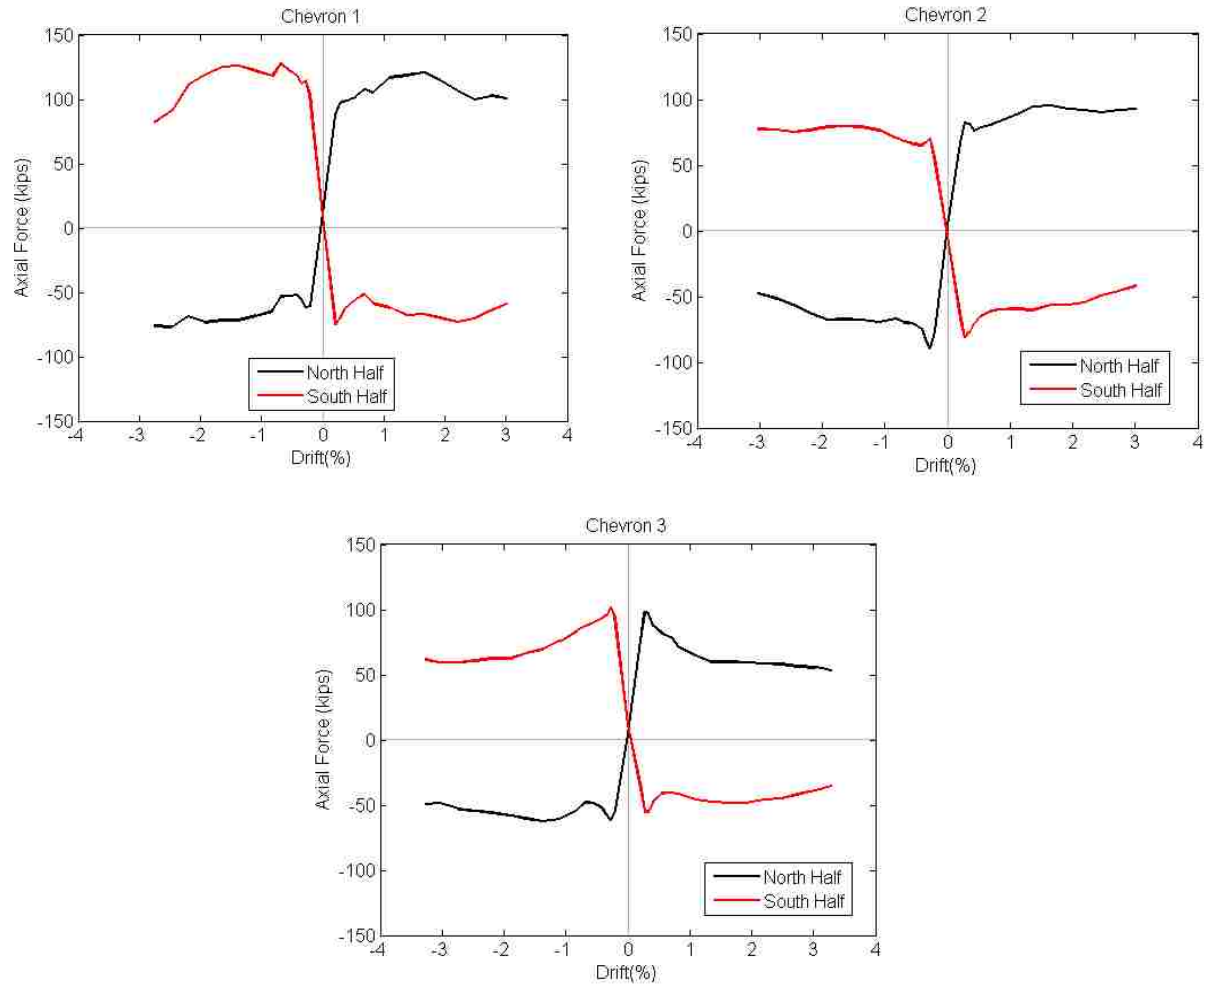 Chevron 1
150
100
50
0
-50
-100
-150
Axial Force (kips)
North Half
South Half
-4 -3 -2 -1 0 1 2 3 4
Drift(%)
Chevron 2
150
100
50
0
-50
-100
-150
Axial Force (kips)
North Half
South Half
-4 -3 -2 -1 0 1 2 3 4
Drift(%)
Chevron 3
150
100
50
0
-50
-100
-150
Axial Force (kips)
North Half
South Half
-4 -3 -2 -1 0 1 2 3 4
Drift(%)